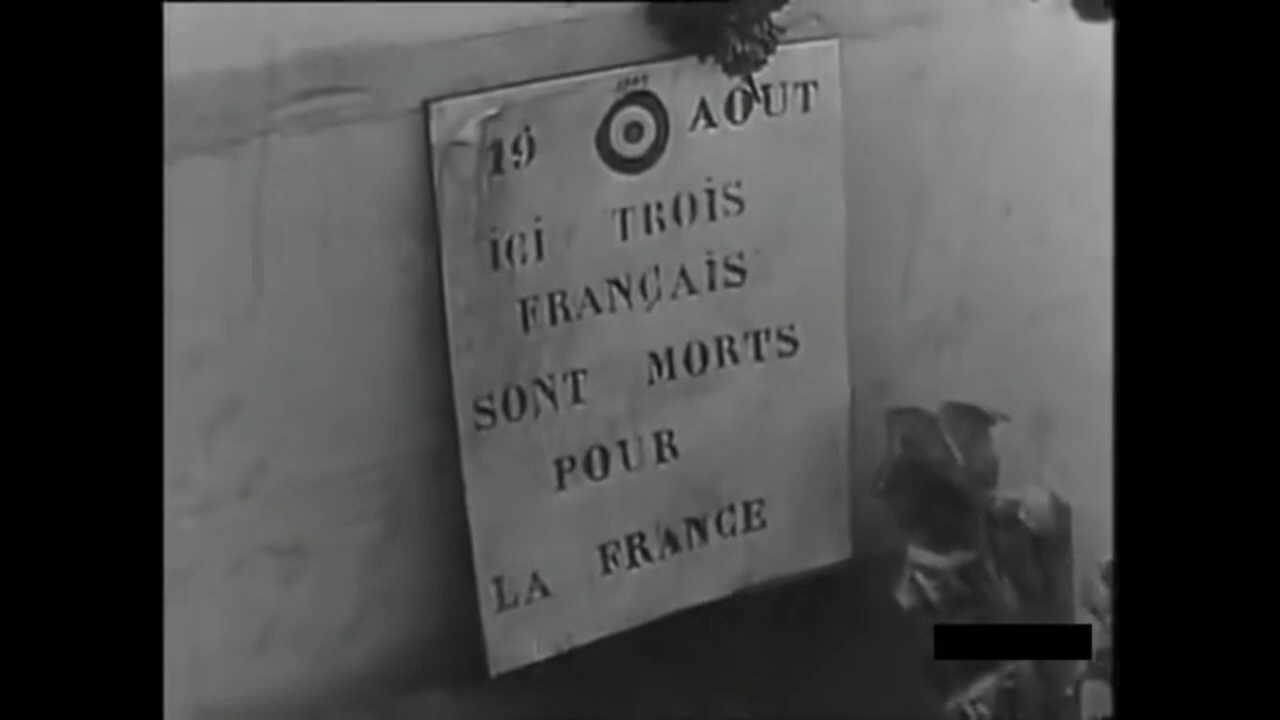 19 AOUT
iCi TROiS
FRANÇAiS
SONT MORTS
POUR
LA FRANCE